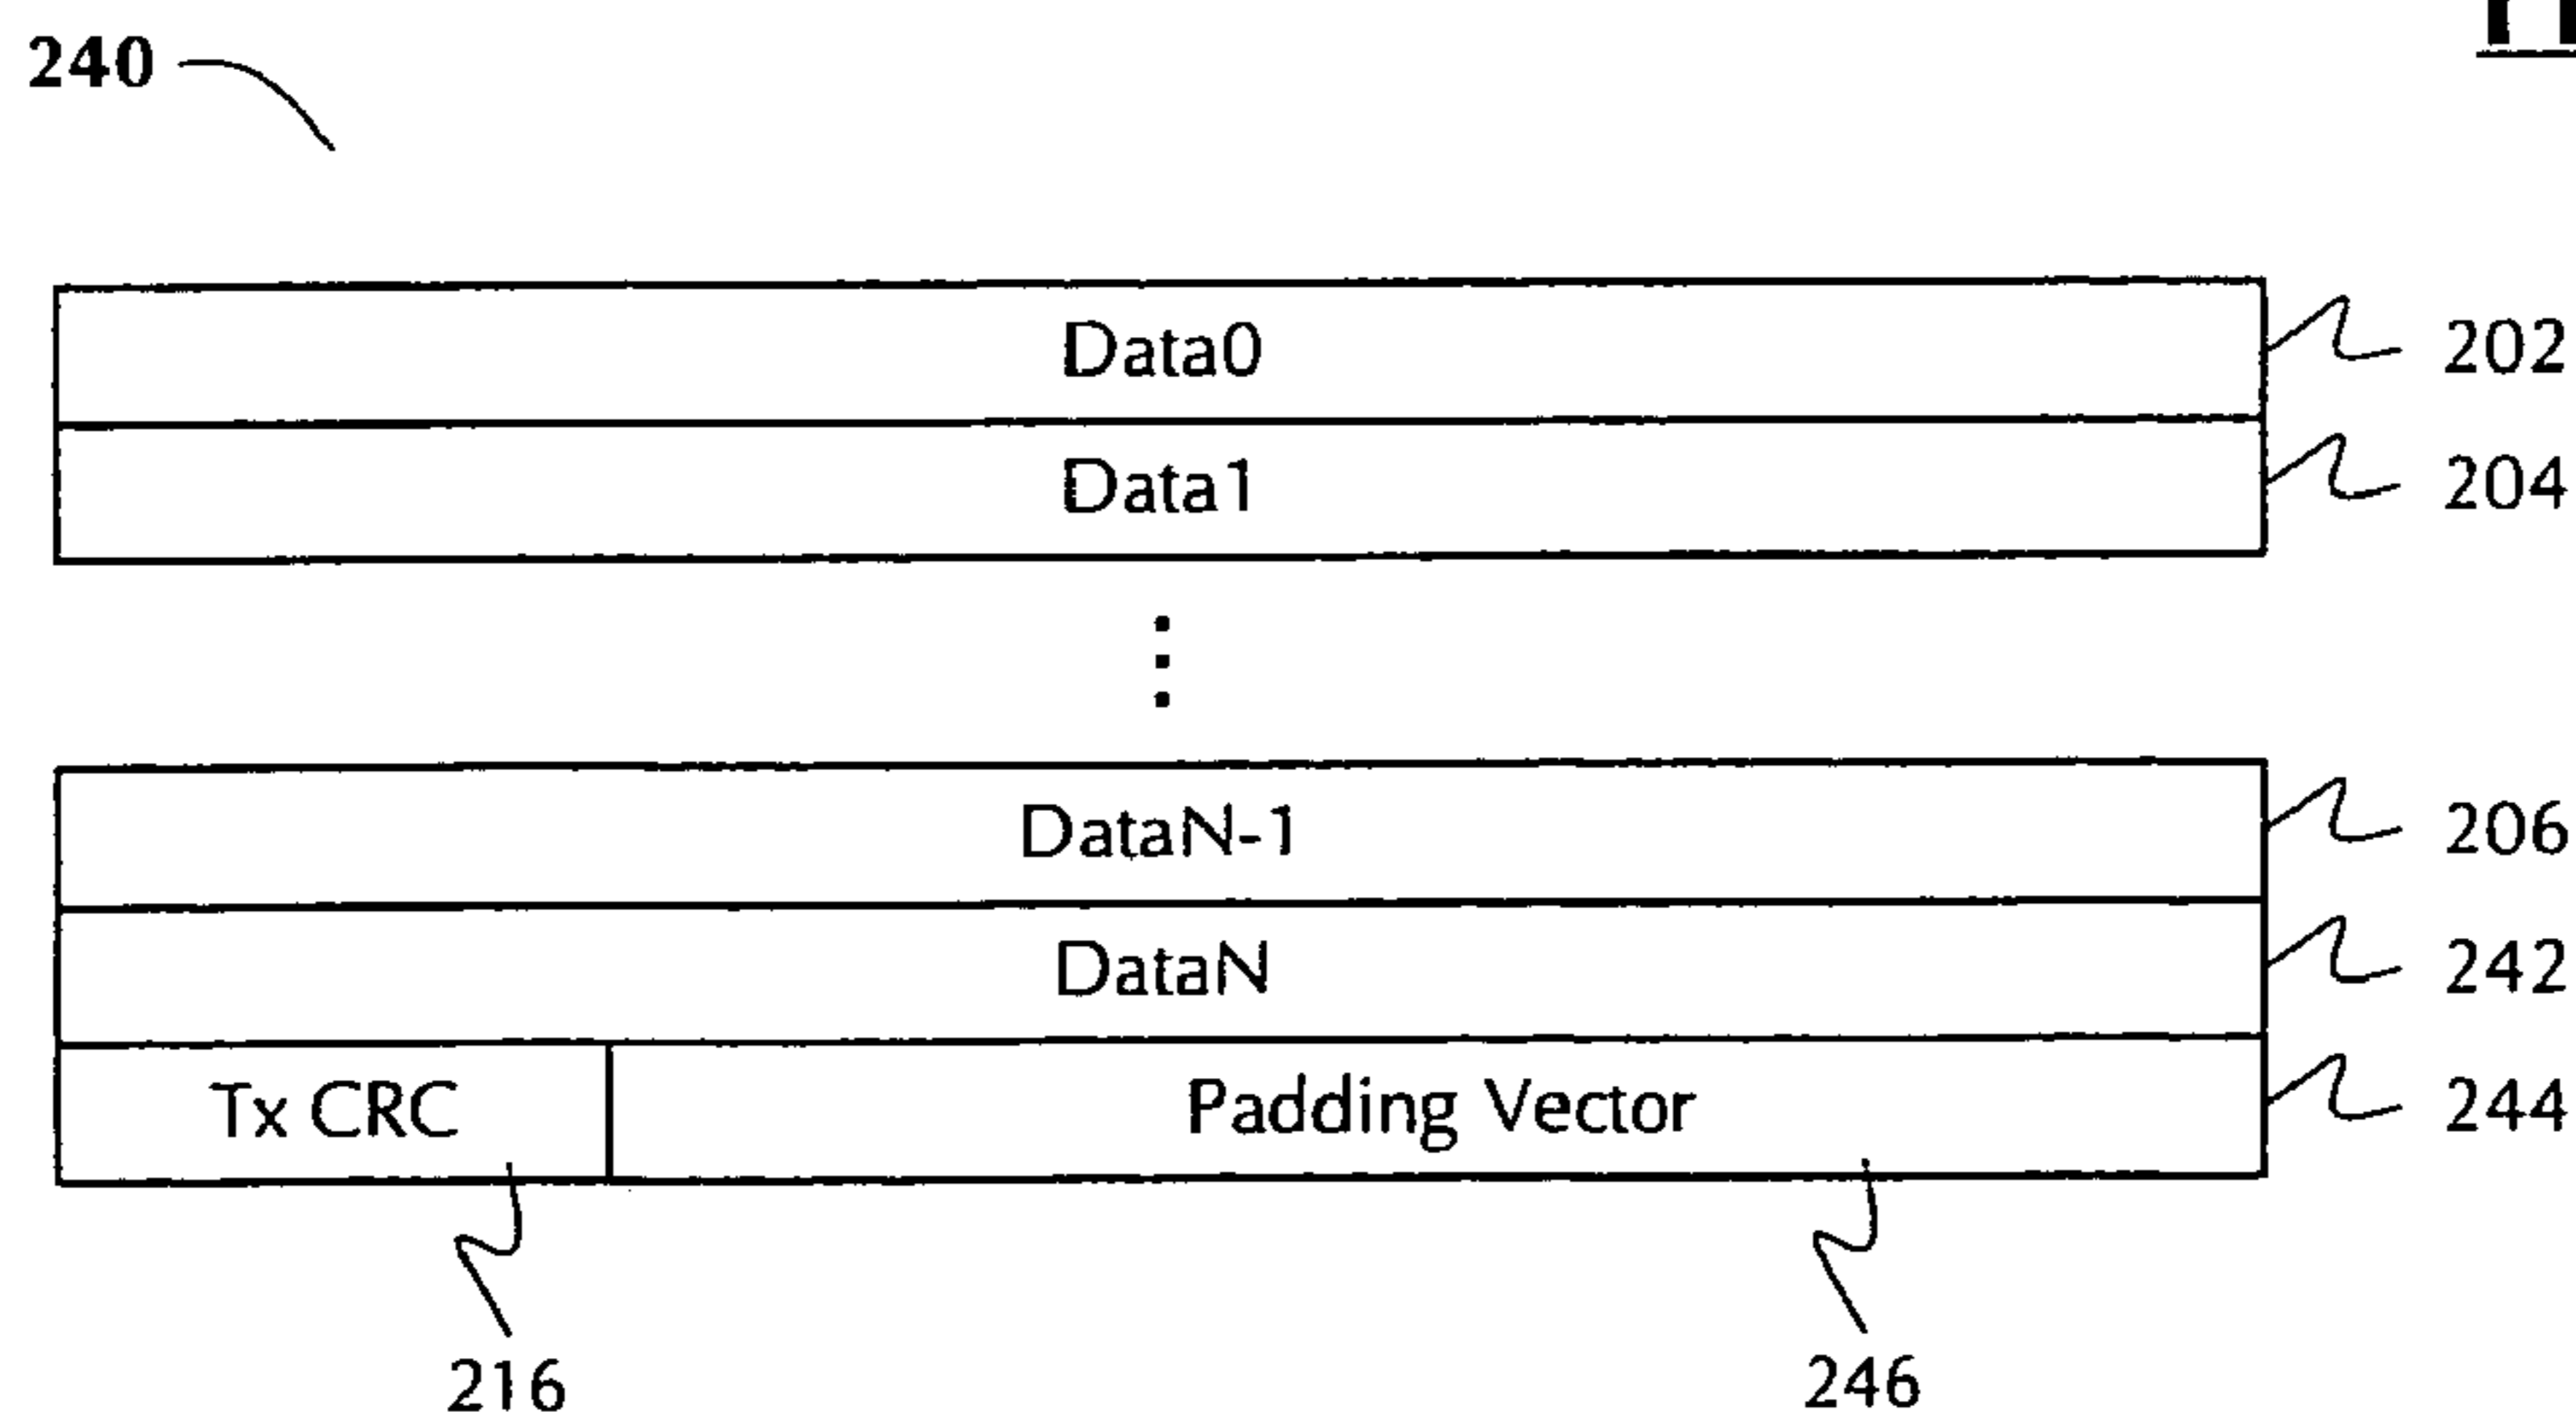 240
Data0 202
Data1 204
DataN-1 206
DataN 242
Tx CRC Padding Vector 244
216 246